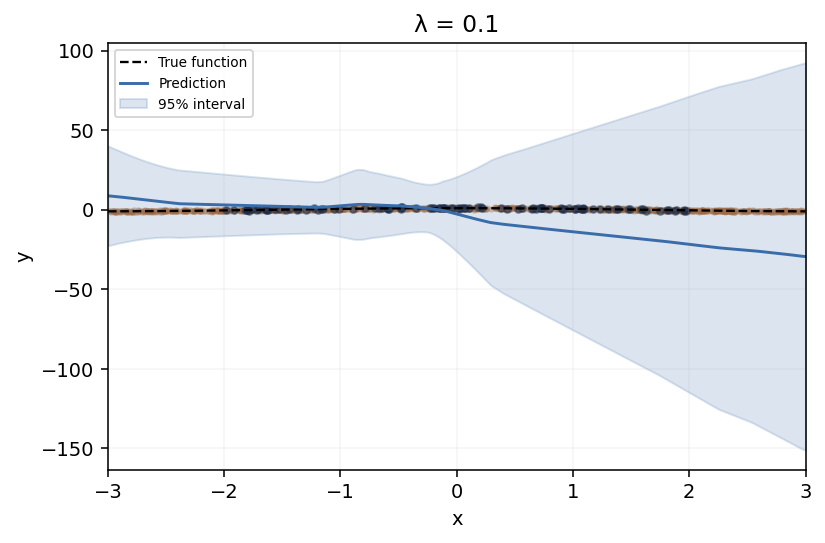 λ = 0.1
100
50
0
−50
−100
−150
y
True function
Prediction
95% interval
−3
−2
−1
0
1
2
3
x